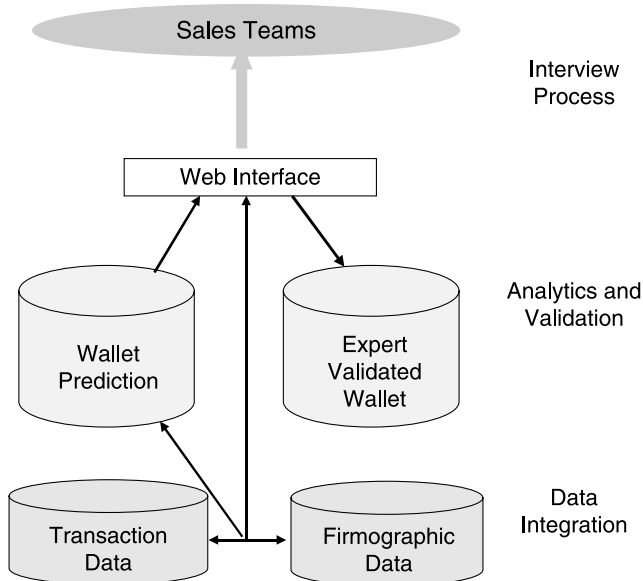 Sales Teams
Interview
Process
Web Interface
Analytics and
Validation
Wallet
Prediction
Expert
Validated
Wallet
Data
Integration
Transaction
Data
Firmographic
Data